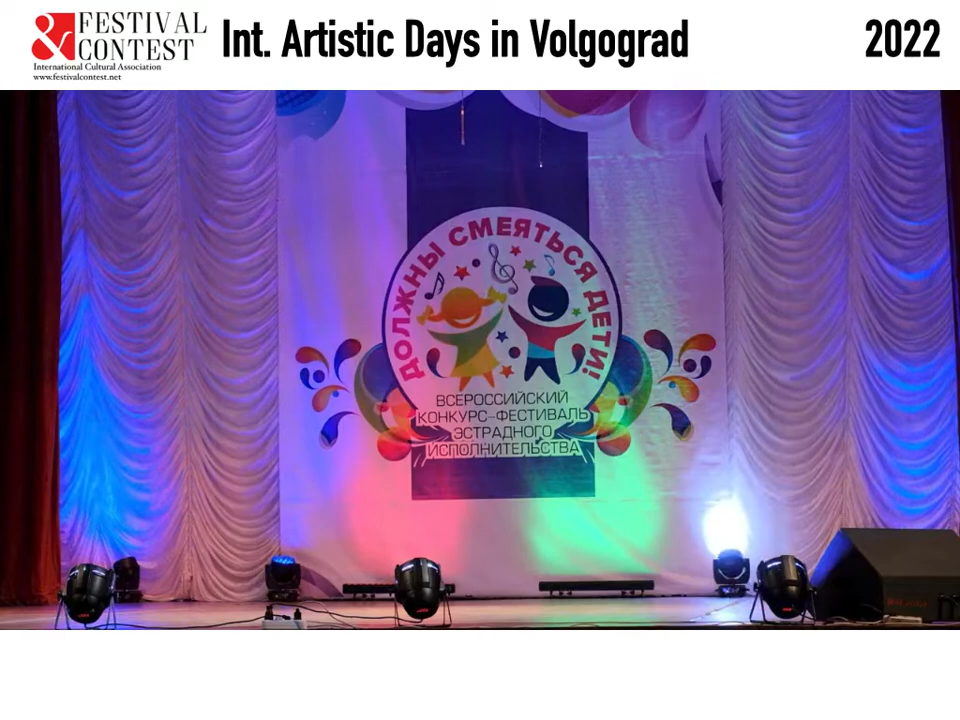 & FESTIVAL
CONTEST
International Cultural Association
www.festivalcontest.net
Int. Artistic Days in Volgograd
2022
ДОЛЖНЫ СМЕЯТЬСЯ ДЕТИ!
ВСЕРОССИЙСКИЙ
КОНКУРС-ФЕСТИВАЛЬ
ЭСТРАДНОГО
ИСПОЛНИТЕЛЬСТВА